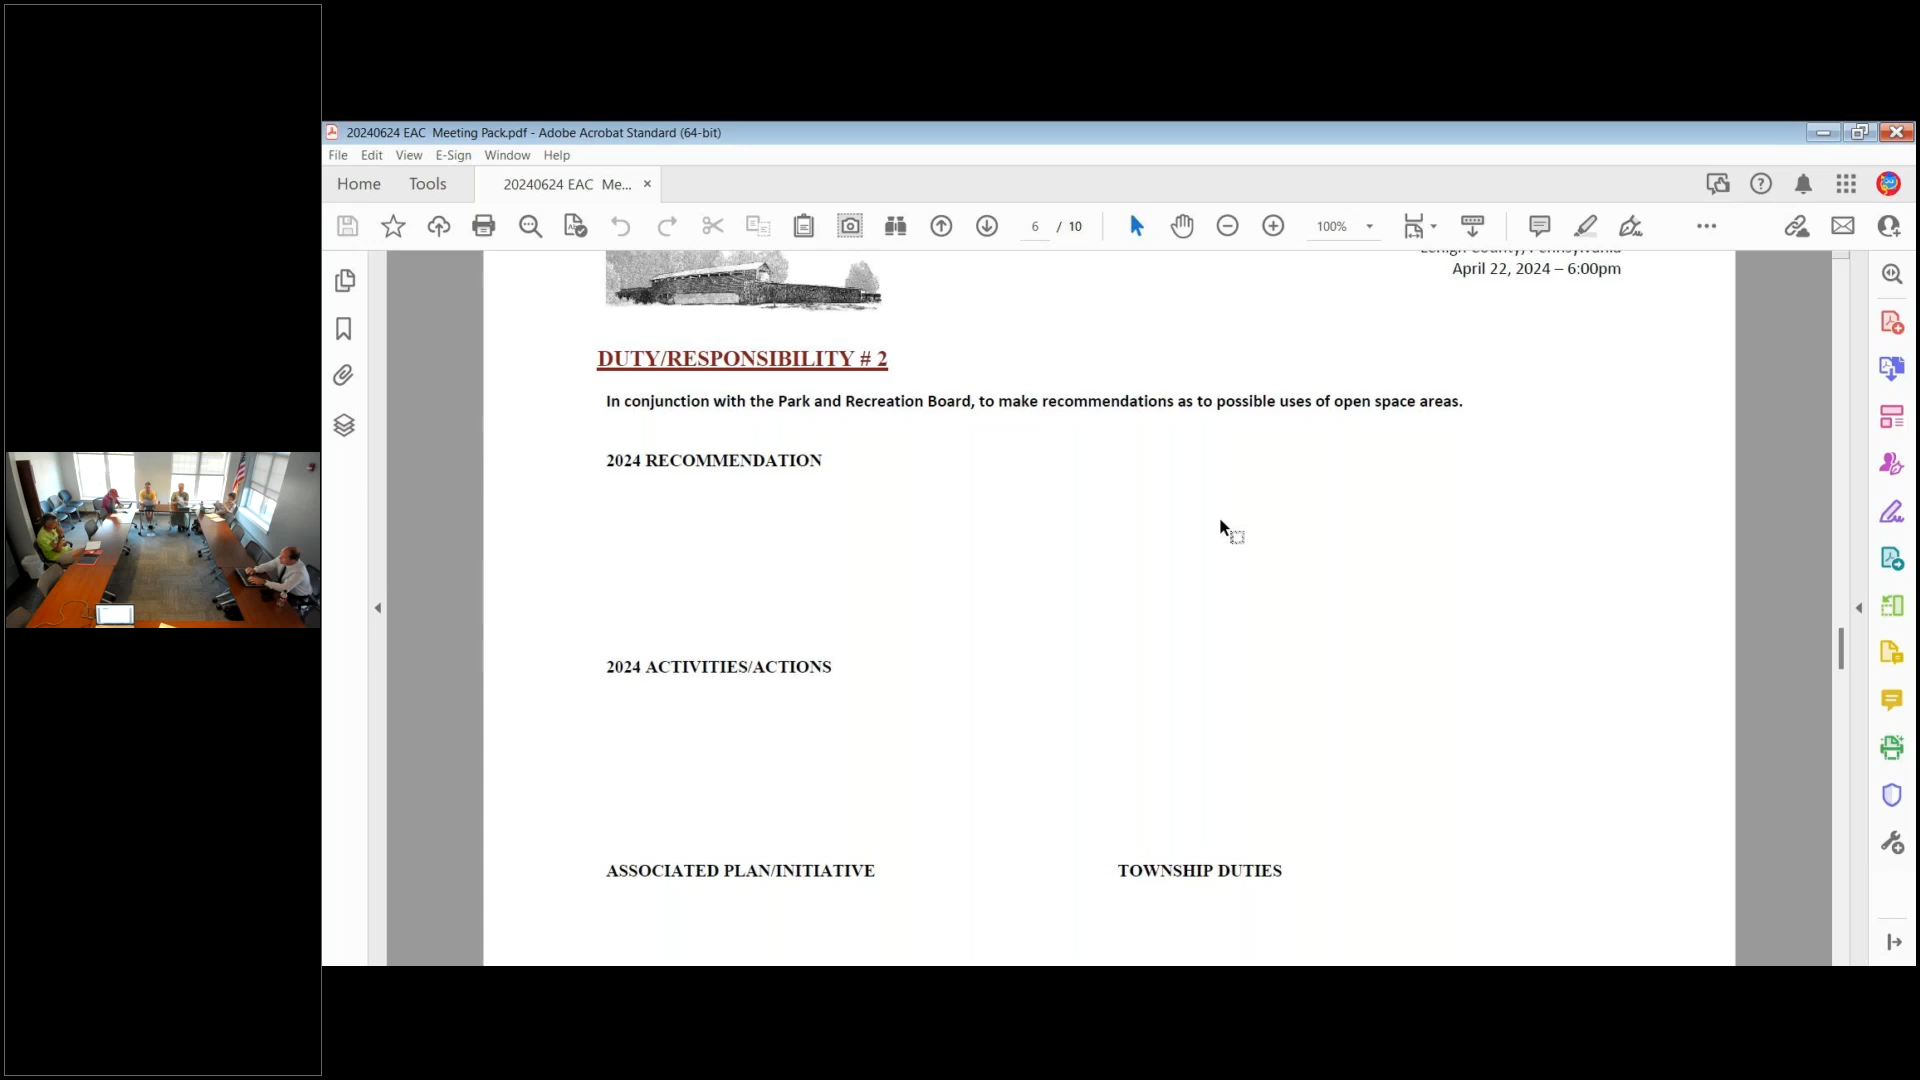 20240624 EAC  Meeting Pack.pdf - Adobe Acrobat Standard (64-bit)
File Edit View E-Sign Window Help
Home Tools 20240624 EAC  Me... ×
6 / 10 100%
Lehigh County, Pennsylvania
April 22, 2024 – 6:00pm
DUTY/RESPONSIBILITY # 2
In conjunction with the Park and Recreation Board, to make recommendations as to possible uses of open space areas.
2024 RECOMMENDATION
2024 ACTIVITIES/ACTIONS
ASSOCIATED PLAN/INITIATIVE TOWNSHIP DUTIES